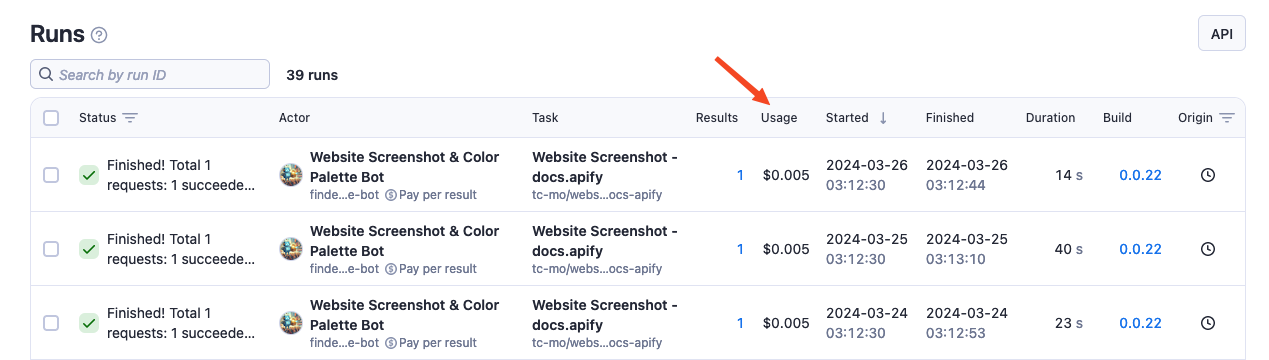 Runs
API
Search by run ID
39 runs
Status Actor Task Results Usage Started Finished Duration Build Origin
Finished! Total 1 requests: 1 succeede...
Website Screenshot & Color Palette Bot
finde...e-bot Pay per result
Website Screenshot - docs.apify
tc-mo/webs...ocs-apify
1 $0.005 2024-03-26 03:12:30 2024-03-26 03:12:44 14 s 0.0.22
Finished! Total 1 requests: 1 succeede...
Website Screenshot & Color Palette Bot
finde...e-bot Pay per result
Website Screenshot - docs.apify
tc-mo/webs...ocs-apify
1 $0.005 2024-03-25 03:12:30 2024-03-25 03:13:10 40 s 0.0.22
Finished! Total 1 requests: 1 succeede...
Website Screenshot & Color Palette Bot
finde...e-bot Pay per result
Website Screenshot - docs.apify
tc-mo/webs...ocs-apify
1 $0.005 2024-03-24 03:12:30 2024-03-24 03:12:53 23 s 0.0.22